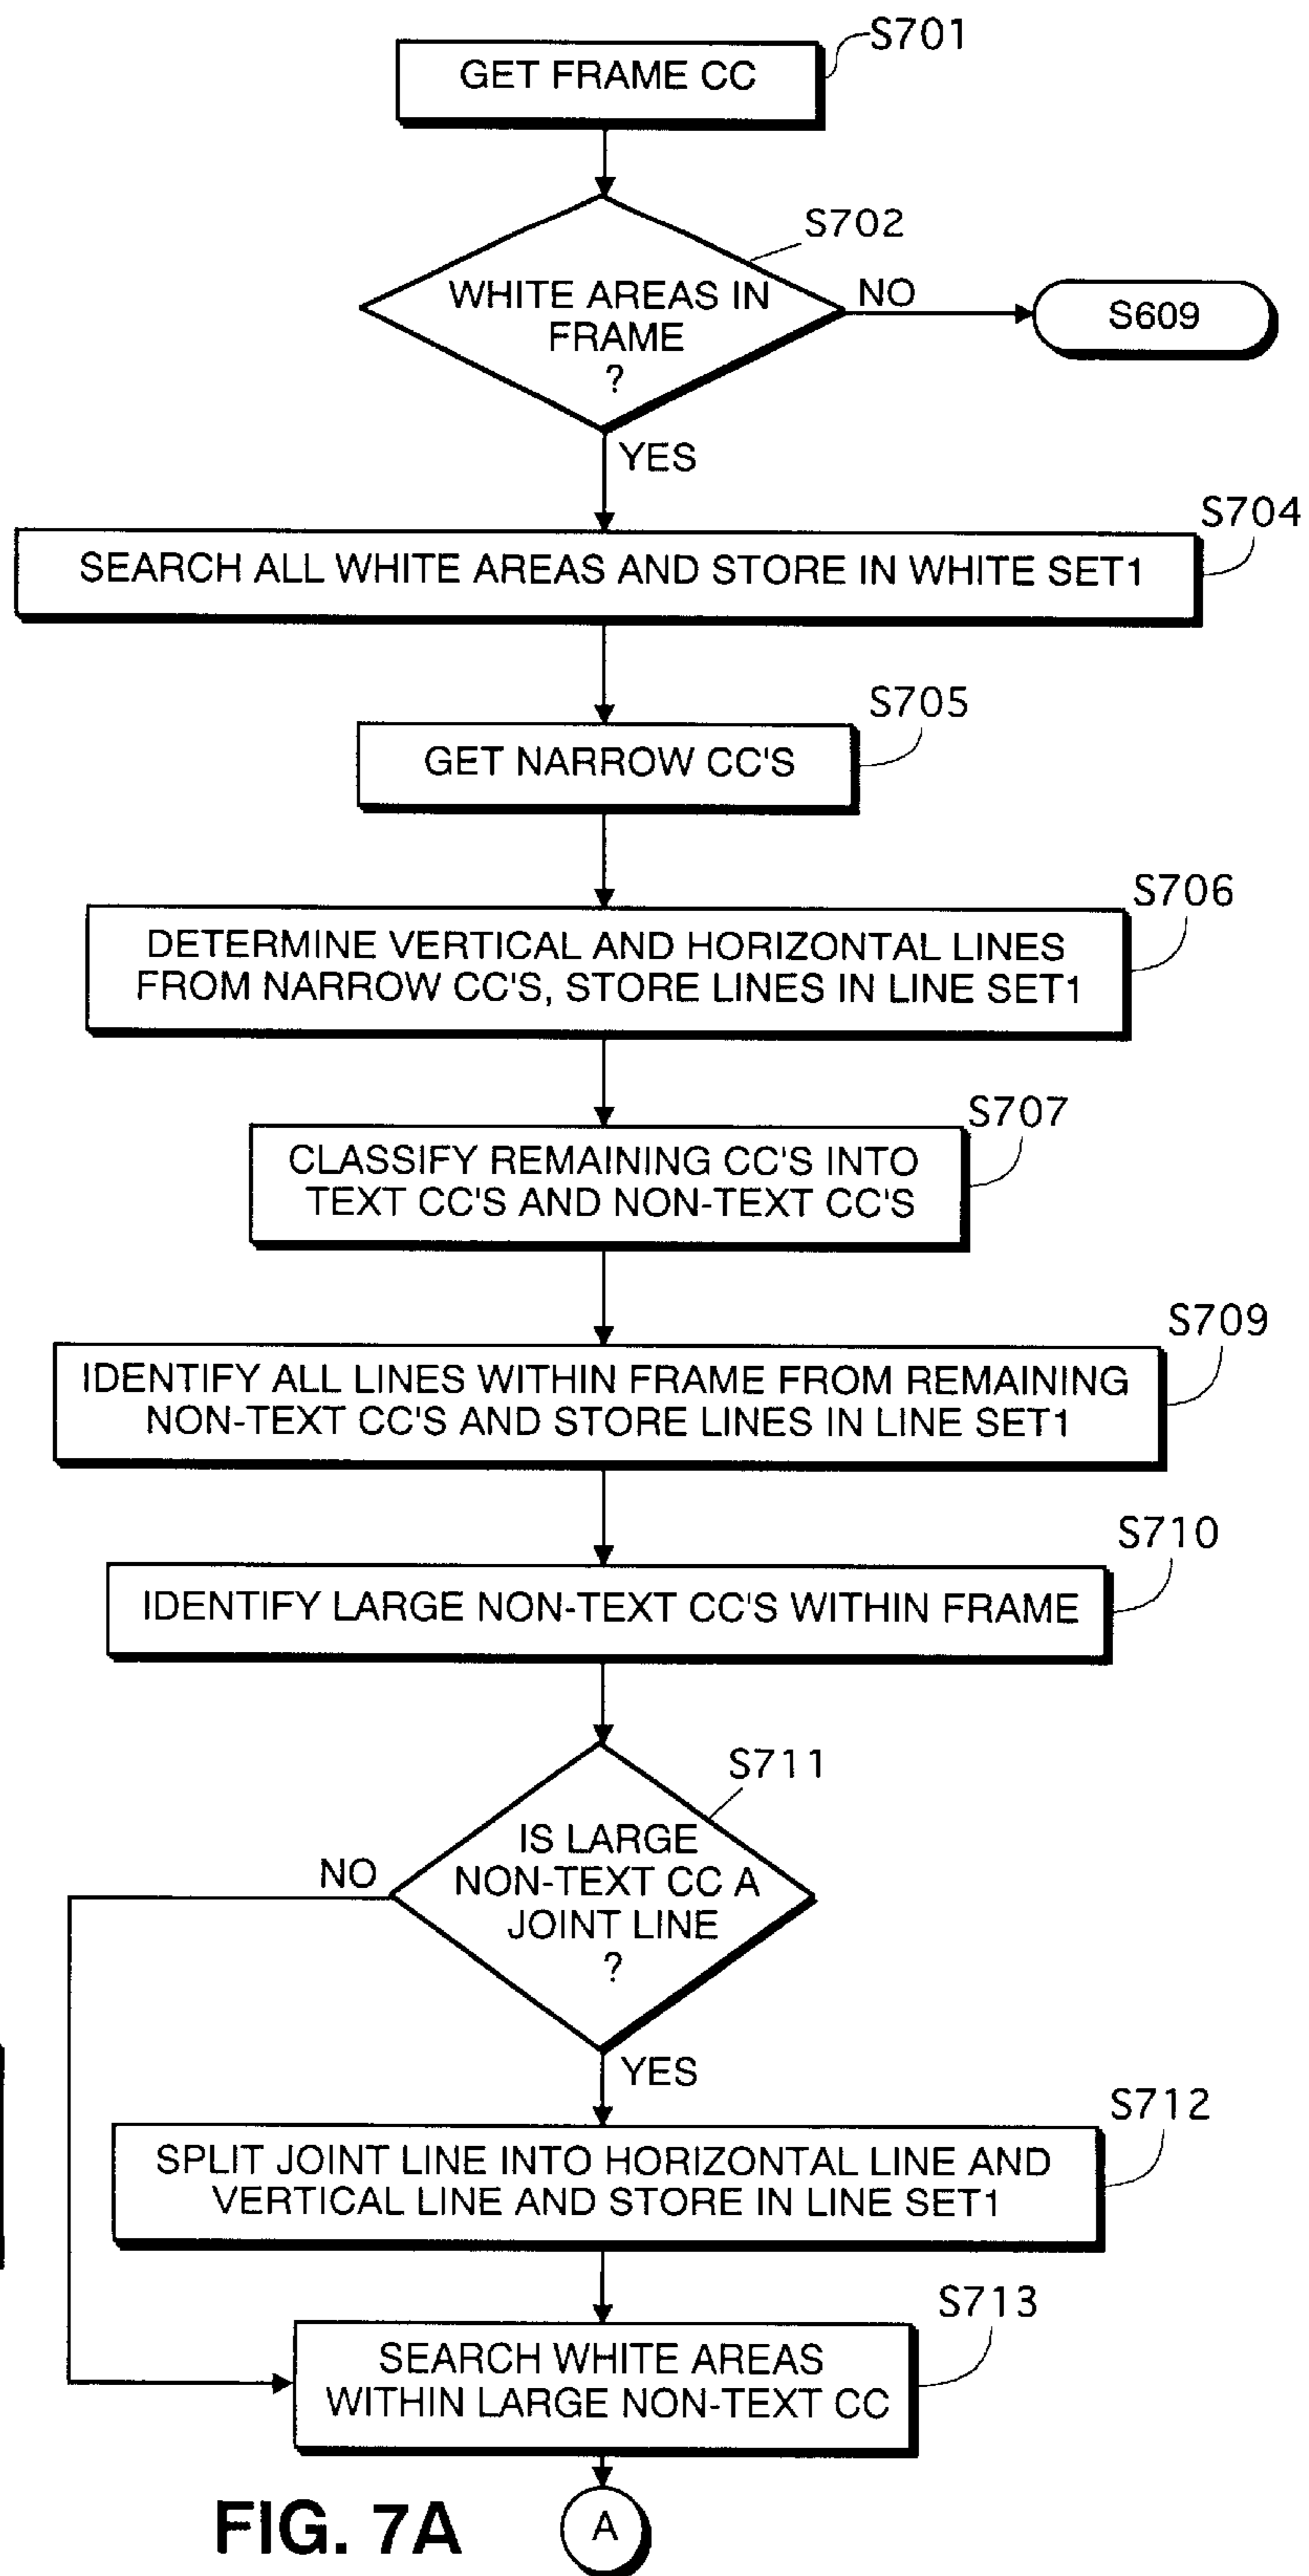 S701
GET FRAME CC
S702
WHITE AREAS IN
FRAME
?
NO
S609
YES
S704
SEARCH ALL WHITE AREAS AND STORE IN WHITE SET1
S705
GET NARROW CC'S
S706
DETERMINE VERTICAL AND HORIZONTAL LINES
FROM NARROW CC'S, STORE LINES IN LINE SET1
S707
CLASSIFY REMAINING CC'S INTO
TEXT CC'S AND NON-TEXT CC'S
S709
IDENTIFY ALL LINES WITHIN FRAME FROM REMAINING
NON-TEXT CC'S AND STORE LINES IN LINE SET1
S710
IDENTIFY LARGE NON-TEXT CC'S WITHIN FRAME
S711
IS LARGE
NON-TEXT CC A
JOINT LINE
?
NO
YES
S712
SPLIT JOINT LINE INTO HORIZONTAL LINE AND
VERTICAL LINE AND STORE IN LINE SET1
S713
SEARCH WHITE AREAS
WITHIN LARGE NON-TEXT CC
A
FIG. 7A